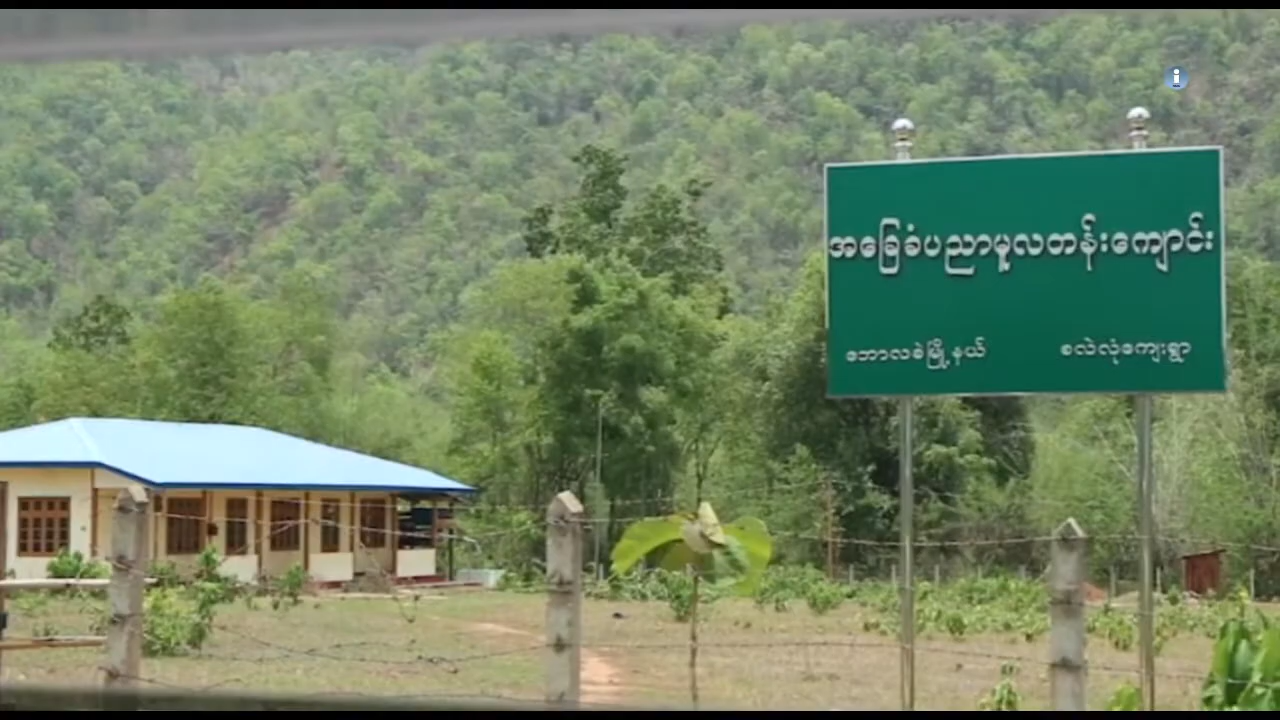 အခြေခံပညာမူလတန်းကျောင်း
ဘောလခဲမြို့နယ် စလဲလုံကျေးရွာ